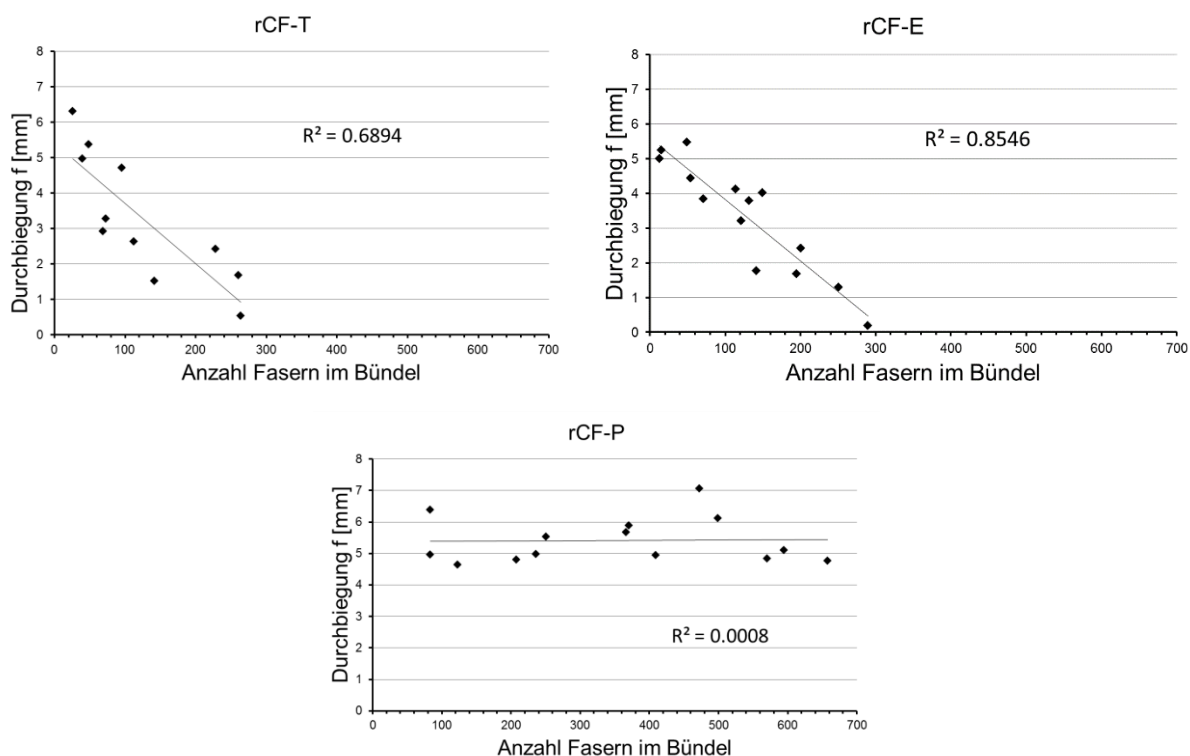 rCF-T
8
7
6
5
4
3
2
1
0
Durchbiegung f [mm]
R² = 0.6894
0 100 200 300 400 500 600 700
Anzahl Fasern im Bündel
rCF-E
8
7
6
5
4
3
2
1
0
Durchbiegung f [mm]
R² = 0.8546
0 100 200 300 400 500 600 700
Anzahl Fasern im Bündel
rCF-P
8
7
6
5
4
3
2
1
0
Durchbiegung f [mm]
R² = 0.0008
0 100 200 300 400 500 600 700
Anzahl Fasern im Bündel